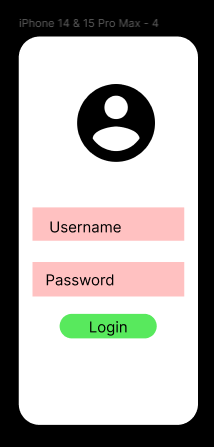 iPhone 14 & 15 Pro Max - 4
Username
Password
Login